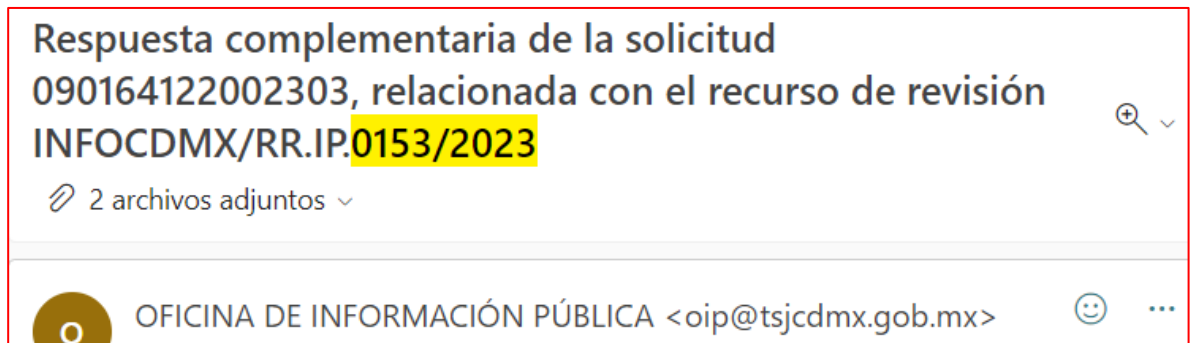 Respuesta complementaria de la solicitud
090164122002303, relacionada con el recurso de revisión
INFOCDMX/RR.IP.0153/2023
2 archivos adjuntos
O
OFICINA DE INFORMACIÓN PÚBLICA <oip@tsjcdmx.gob.mx>